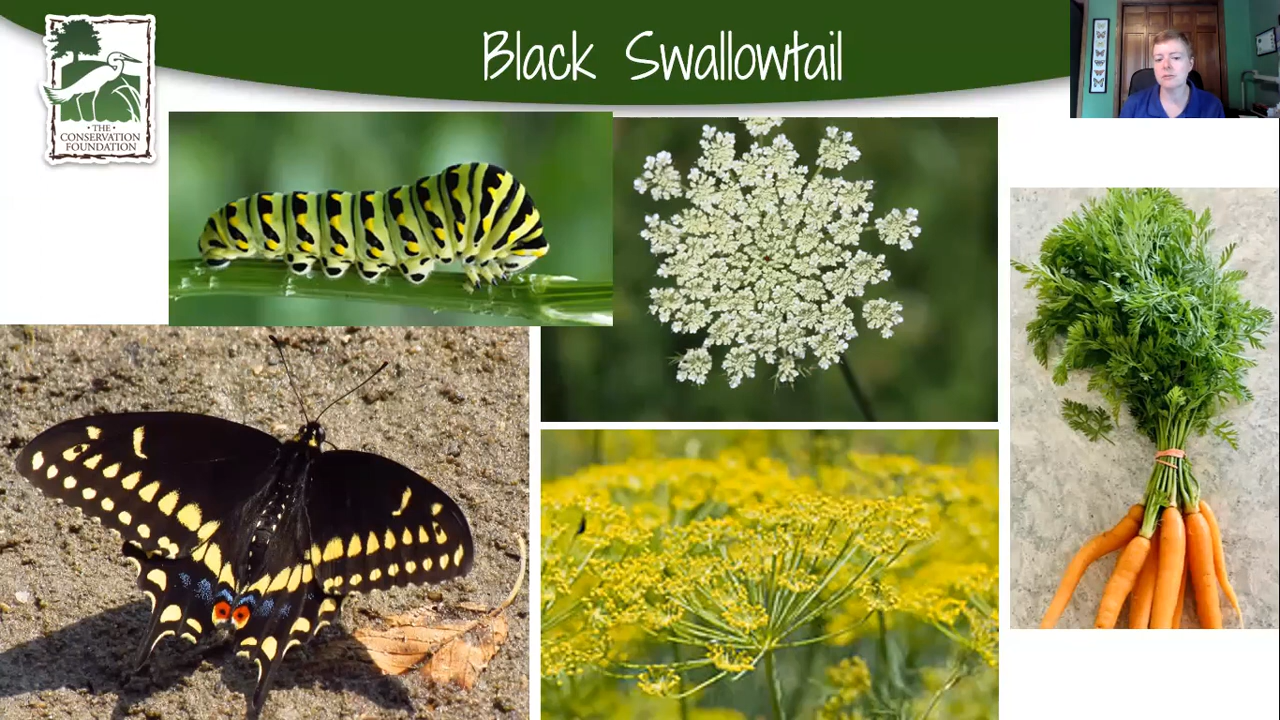 Black Swallowtail
• THE •
CONSERVATION
FOUNDATION